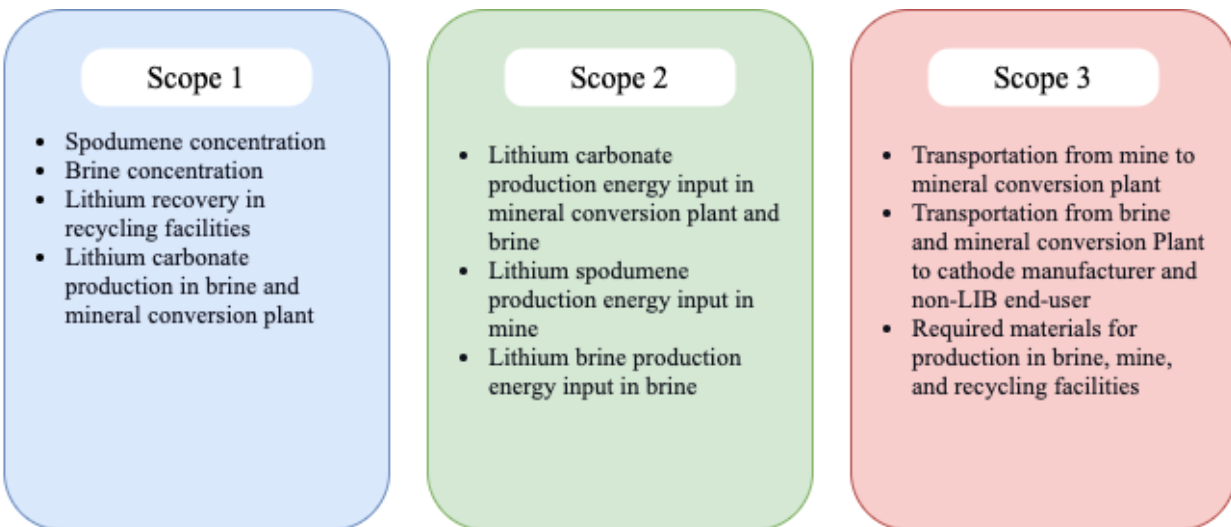 Scope 1
• Spodumene concentration
• Brine concentration
• Lithium recovery in
recycling facilities
• Lithium carbonate
production in brine and
mineral conversion plant
Scope 2
• Lithium carbonate
production energy input in
mineral conversion plant and
brine
• Lithium spodumene
production energy input in
mine
• Lithium brine production
energy input in brine
Scope 3
• Transportation from mine to
mineral conversion plant
• Transportation from brine
and mineral conversion Plant
to cathode manufacturer and
non-LIB end-user
• Required materials for
production in brine, mine,
and recycling facilities